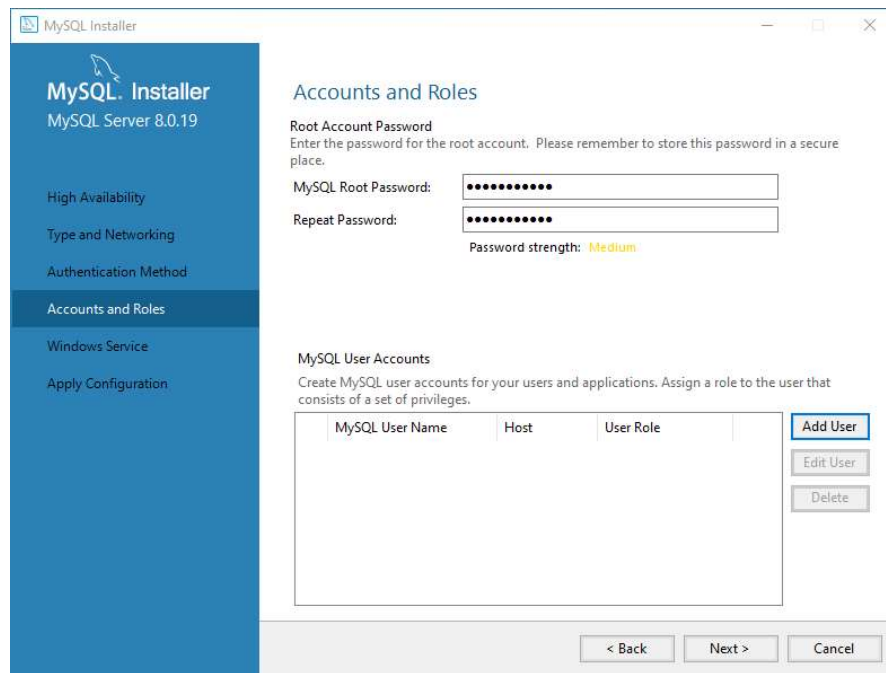 MySQL Installer
MySQL. Installer
MySQL Server 8.0.19
High Availability
Type and Networking
Authentication Method
Accounts and Roles
Windows Service
Apply Configuration
Accounts and Roles
Root Account Password
Enter the password for the root account. Please remember to store this password in a secure
place.
MySQL Root Password:
●●●●●●●●●●●
Repeat Password:
●●●●●●●●●●●
Password strength: Medium
MySQL User Accounts
Create MySQL user accounts for your users and applications. Assign a role to the user that
consists of a set of privileges.
MySQL User Name Host User Role
Add User
Edit User
Delete
< Back Next > Cancel